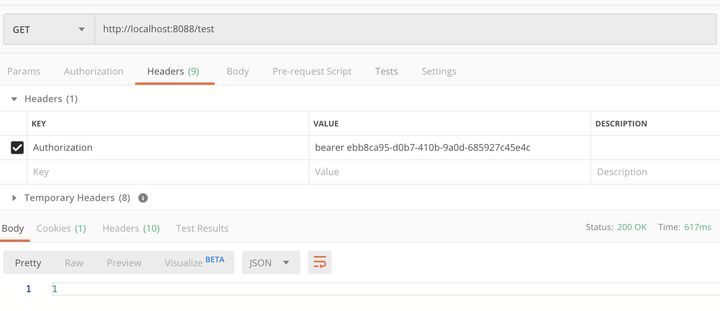 GET http://localhost:8088/test
Params Authorization Headers (9) Body Pre-request Script Tests Settings
Headers (1)
KEY VALUE DESCRIPTION
Authorization bearer ebb8ca95-d0b7-410b-9a0d-685927c45e4c
Key Value Description
Temporary Headers (8) i
Body Cookies (1) Headers (10) Test Results Status: 200 OK Time: 617ms
Pretty Raw Preview Visualize BETA JSON
1 1